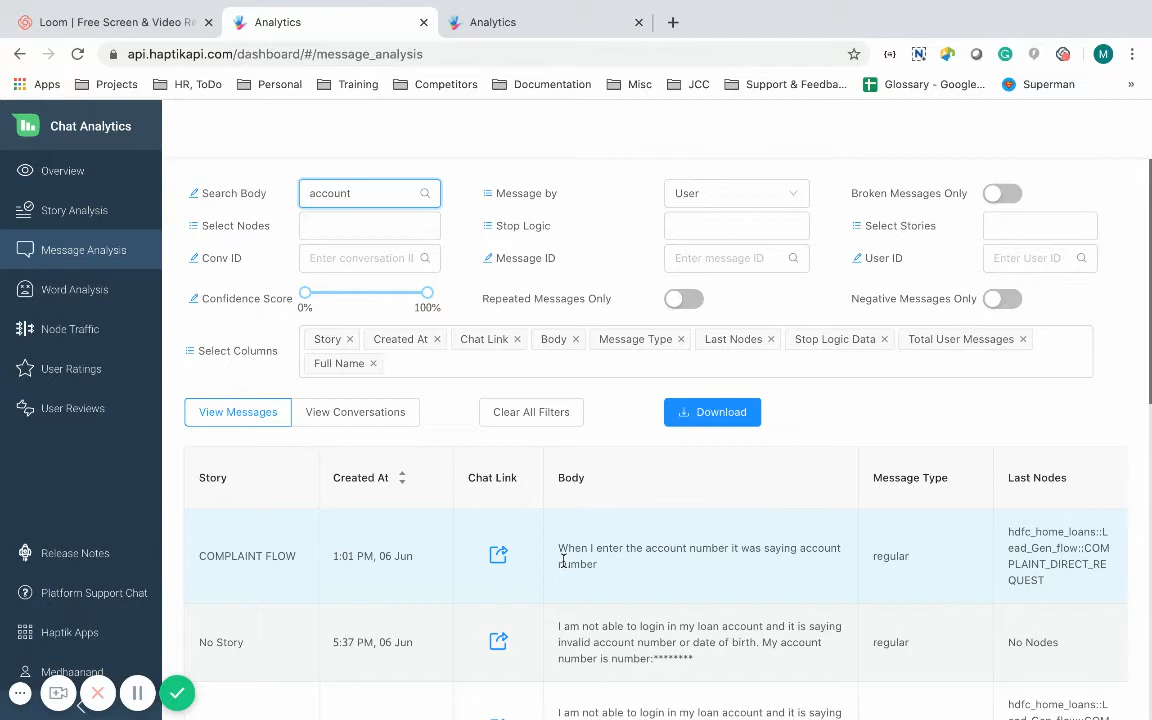 Loom | Free Screen & Video Re
Analytics
Analytics
api.haptikapi.com/dashboard/#/message_analysis
M
Apps
Projects
HR, ToDo
Personal
Training
Competitors
Documentation
Misc
JCC
Support & Feedba...
Glossary - Google...
Superman
»
Chat Analytics
Overview
Story Analysis
Message Analysis
Word Analysis
Node Traffic
User Ratings
User Reviews
Release Notes
Platform Support Chat
Haptik Apps
Medhaanand
Search Body
account
Message by
User
Broken Messages Only
Select Nodes
Stop Logic
Select Stories
Conv ID
Enter conversation I
Message ID
Enter message ID
User ID
Enter User ID
Confidence Score
0%
100%
Repeated Messages Only
Negative Messages Only
Select Columns
Story ×
Created At ×
Chat Link ×
Body ×
Message Type ×
Last Nodes ×
Stop Logic Data ×
Total User Messages ×
Full Name ×
View Messages
View Conversations
Clear All Filters
Download
Story
Created At
Chat Link
Body
Message Type
Last Nodes
COMPLAINT FLOW
1:01 PM, 06 Jun
When I enter the account number it was saying account
number
regular
hdfc_home_loans::L
ead_Gen_flow::COM
PLAINT_DIRECT_RE
QUEST
No Story
5:37 PM, 06 Jun
I am not able to login in my loan account and it is saying
invalid account number or date of birth. My account
number is number:********
regular
No Nodes
I am not able to login in my loan account and it is saying
hdfc_home_loans::L
ead_Gen_flow::COM